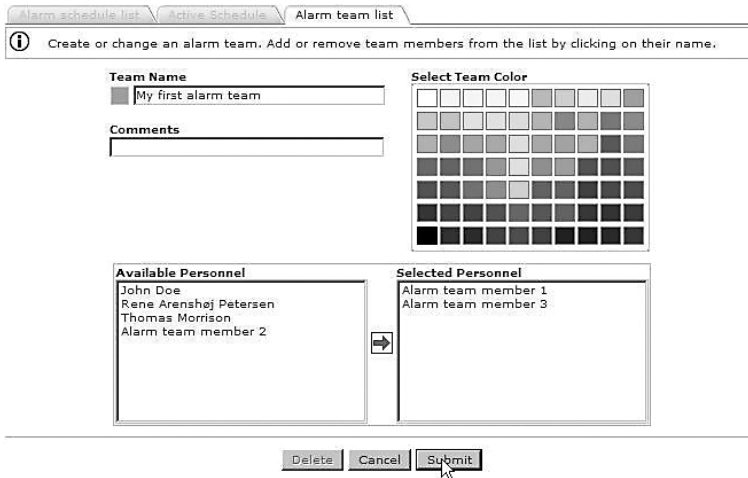 Alarm schedule list Active Schedule Alarm team list
Create or change an alarm team. Add or remove team members from the list by clicking on their name.
Team Name
My first alarm team
Comments
Select Team Color
Available Personnel
John Doe
Rene Arenshøj Petersen
Thomas Morrison
Alarm team member 2
Selected Personnel
Alarm team member 1
Alarm team member 3
Delete Cancel Submit